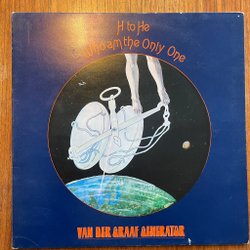 H to He
Who am the Only One
VAN DER GRAAF GENERATOR